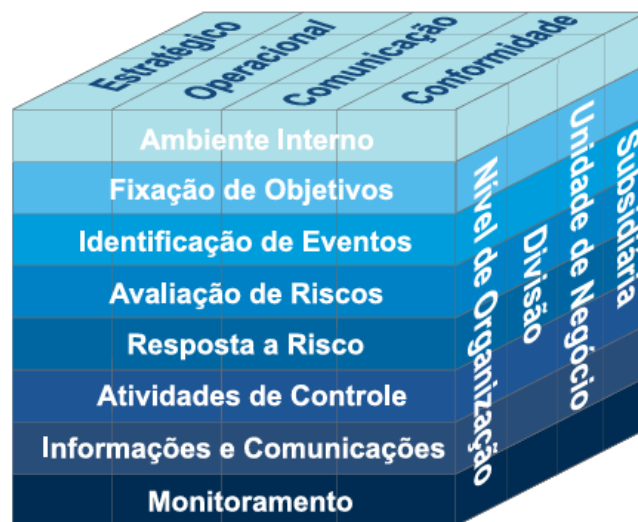 Estratégico
Operacional
Comunicação
Conformidade
Ambiente Interno
Fixação de Objetivos
Identificação de Eventos
Avaliação de Riscos
Resposta a Risco
Atividades de Controle
Informações e Comunicações
Monitoramento
Nível de Organização
Divisão
Unidade de Negócio
Subsidiária